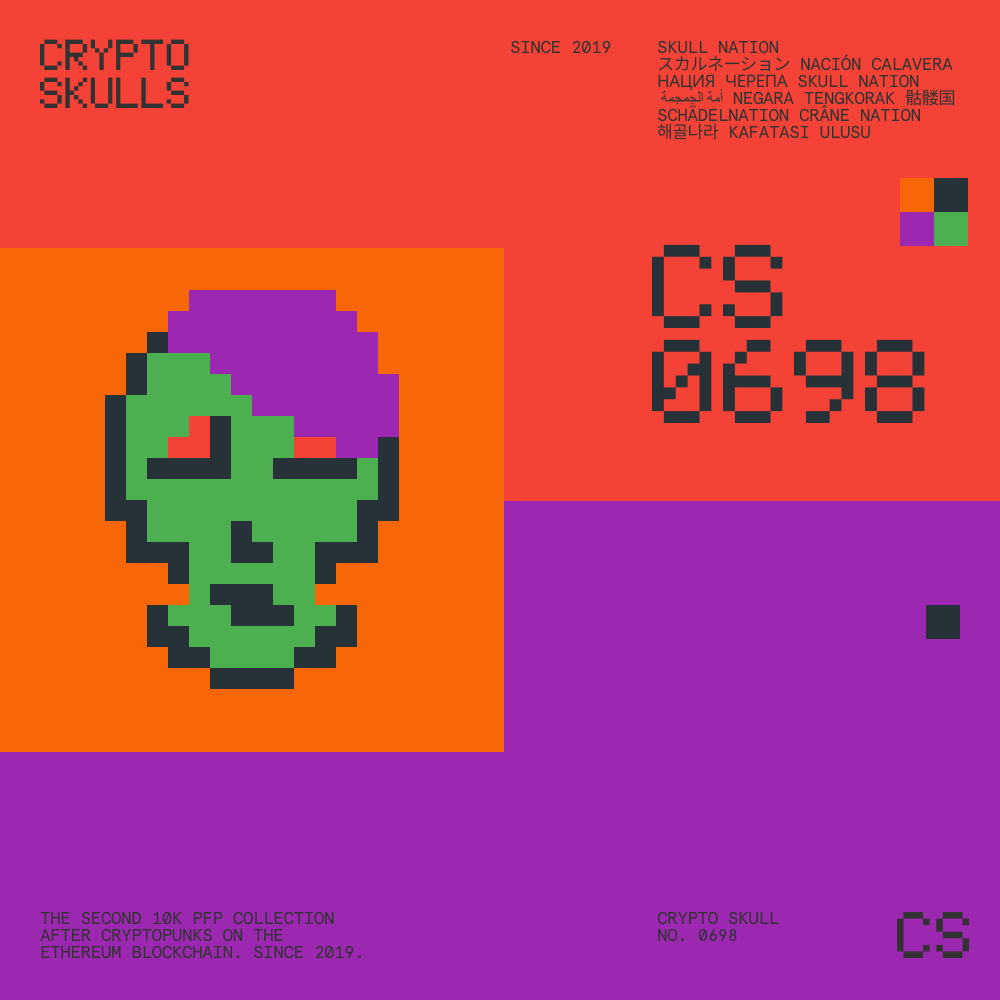 CRYPTO
SKULLS
SINCE 2019
SKULL NATION
スカルネーション NACIÓN CALAVERA
НАЦИЯ ЧЕРЕПА SKULL NATION
أمة الجمجمة NEGARA TENGKORAK 骷髅国
SCHÄDELNATION CRÂNE NATION
해골나라 KAFATASI ULUSU
CS
0698
THE SECOND 10K PFP COLLECTION
AFTER CRYPTOPUNKS ON THE
ETHEREUM BLOCKCHAIN. SINCE 2019.
CRYPTO SKULL
NO. 0698
CS